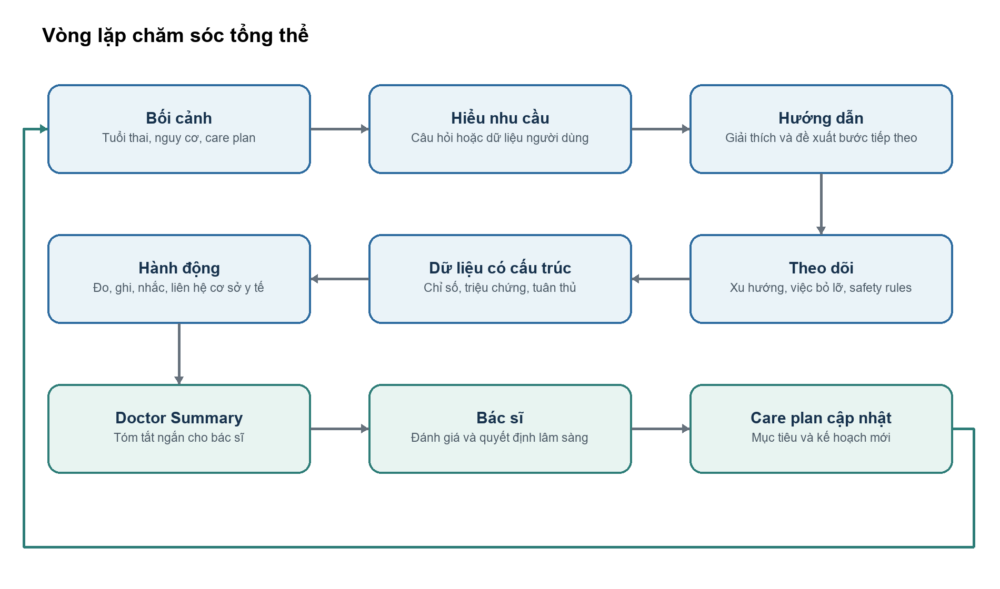 Vòng lặp chăm sóc tổng thể
Bối cảnh
Tuổi thai, nguy cơ, care plan
Hiểu nhu cầu
Câu hỏi hoặc dữ liệu người dùng
Hướng dẫn
Giải thích và đề xuất bước tiếp theo
Hành động
Đo, ghi, nhắc, liên hệ cơ sở y tế
Dữ liệu có cấu trúc
Chỉ số, triệu chứng, tuân thủ
Theo dõi
Xu hướng, việc bỏ lỡ, safety rules
Doctor Summary
Tóm tắt ngắn cho bác sĩ
Bác sĩ
Đánh giá và quyết định lâm sàng
Care plan cập nhật
Mục tiêu và kế hoạch mới